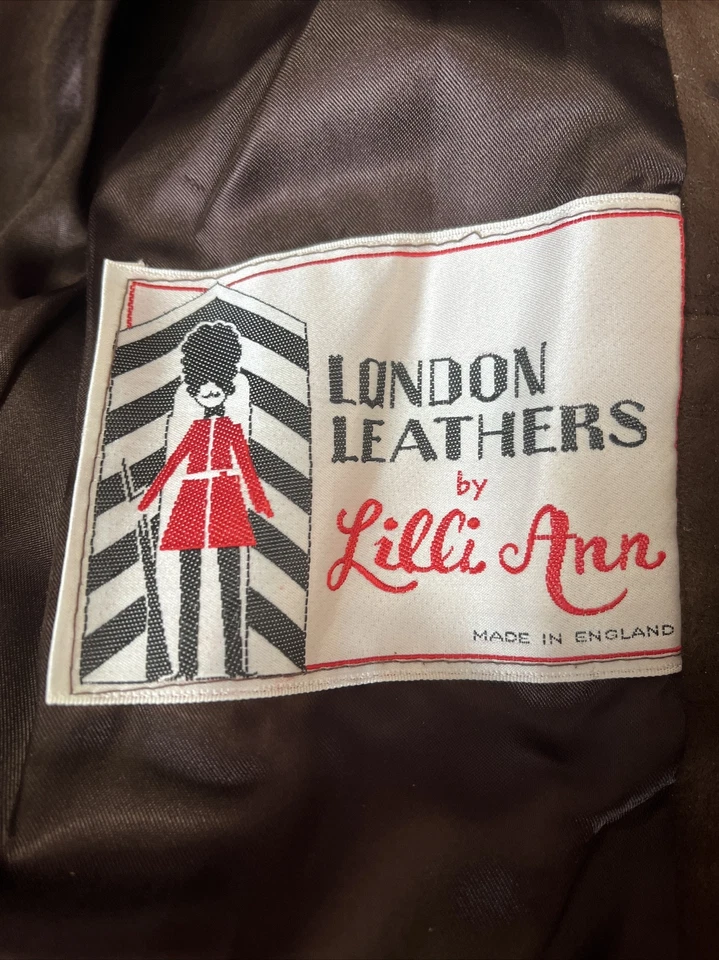 LONDON
LEATHERS
by
Lilli Ann
MADE IN ENGLAND